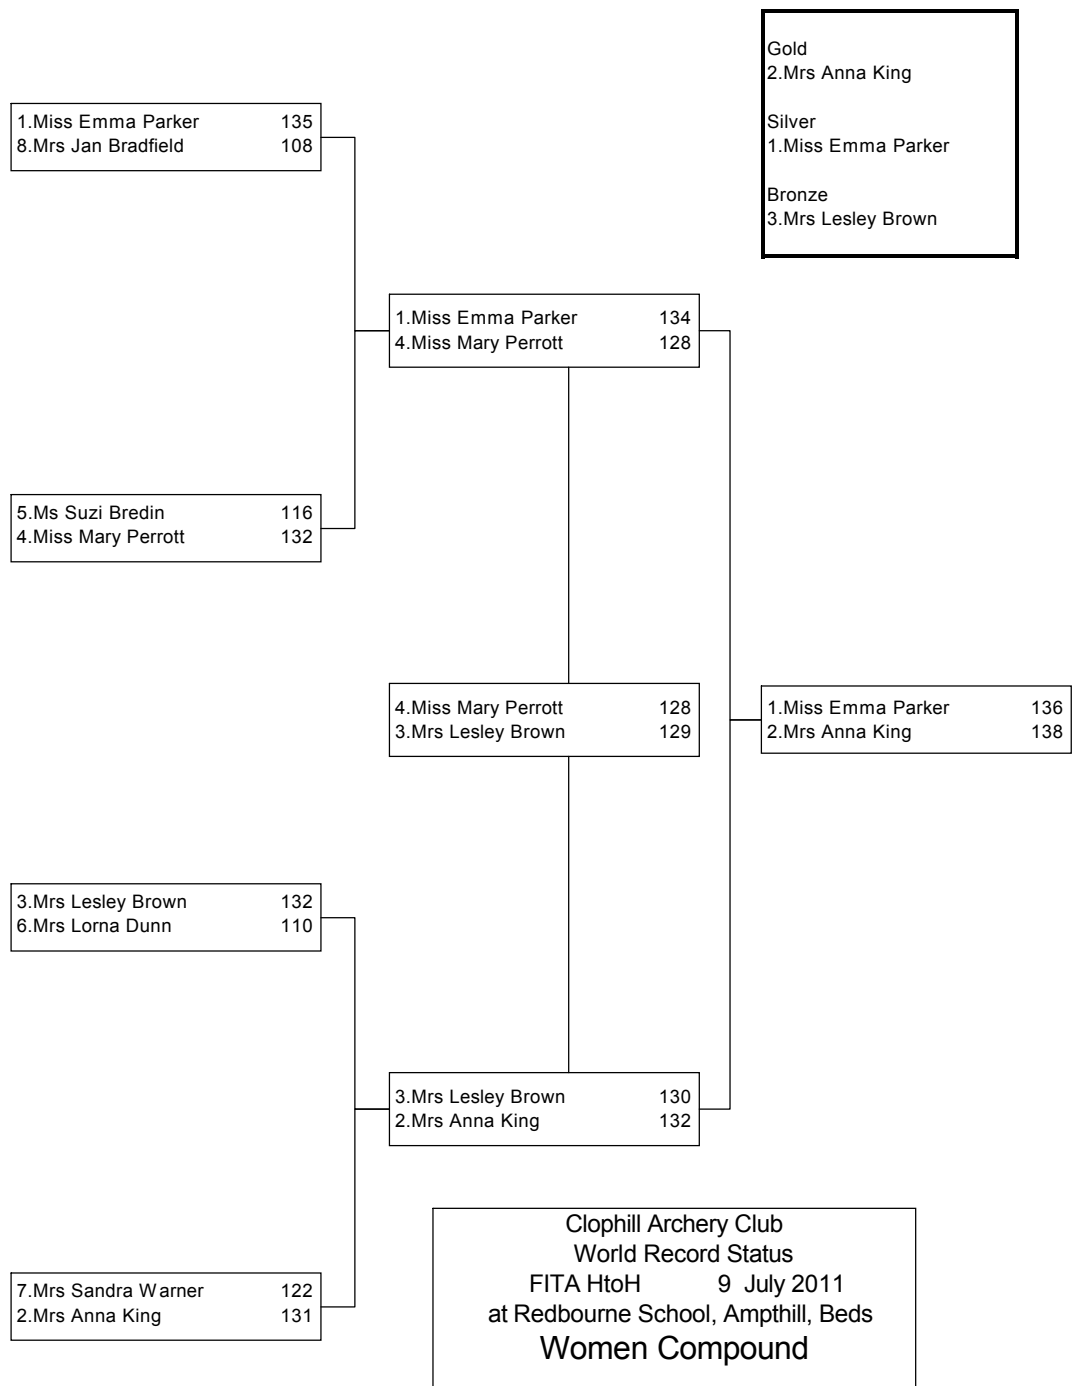 Gold
2.Mrs Anna King
Silver
1.Miss Emma Parker
Bronze
3.Mrs Lesley Brown
1.Miss Emma Parker 135
8.Mrs Jan Bradfield 108
1.Miss Emma Parker 134
4.Miss Mary Perrott 128
5.Ms Suzi Bredin 116
4.Miss Mary Perrott 132
4.Miss Mary Perrott 128
3.Mrs Lesley Brown 129
1.Miss Emma Parker 136
2.Mrs Anna King 138
3.Mrs Lesley Brown 132
6.Mrs Lorna Dunn 110
3.Mrs Lesley Brown 130
2.Mrs Anna King 132
7.Mrs Sandra Warner 122
2.Mrs Anna King 131
Clophill Archery Club
World Record Status
FITA HtoH 9 July 2011
at Redbourne School, Ampthill, Beds
Women Compound